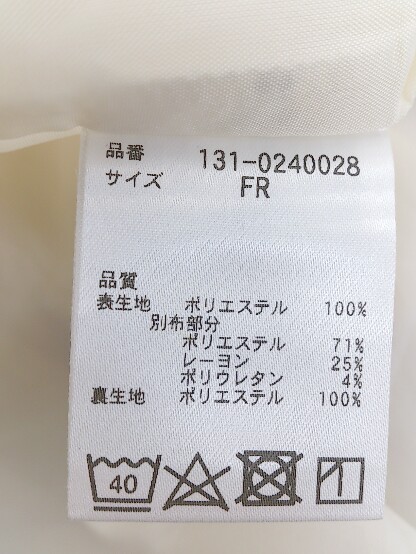 品番 131-0240028
サイズ FR
品質
表生地 ポリエステル 100%
別布部分
ポリエステル 71%
レーヨン 25%
ポリウレタン 4%
裏生地 ポリエステル 100%
40